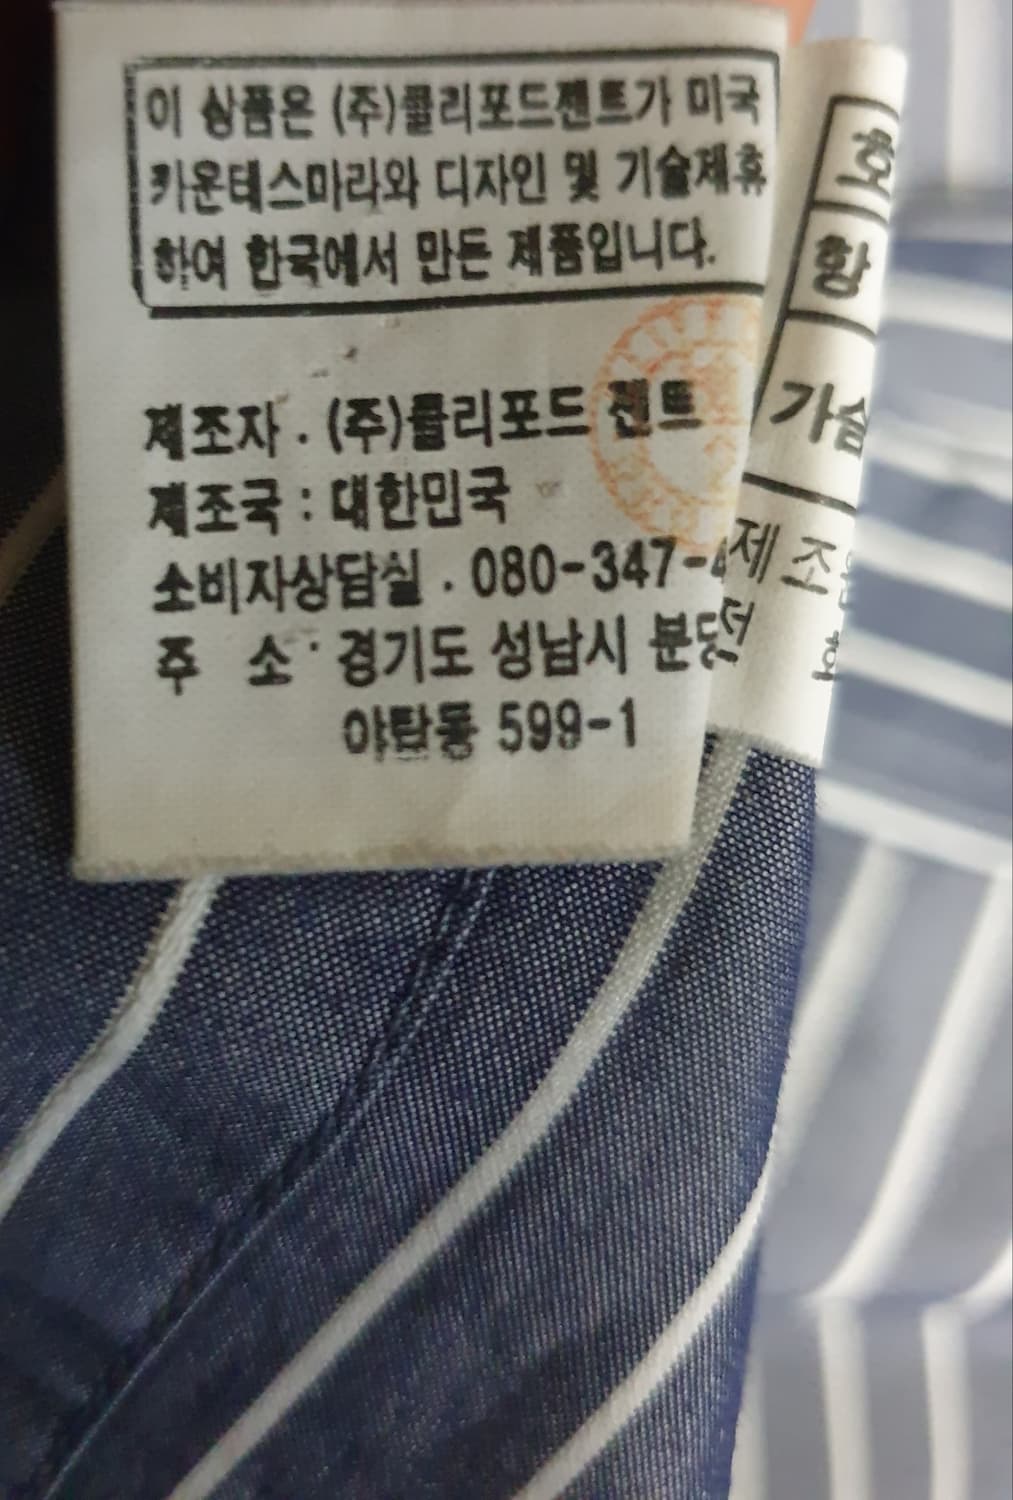 이 상품은 (주)클리포드젠트가 미국
카운테스마라와 디자인 및 기술제휴
하여 한국에서 만든 제품입니다.
제조자 . (주)클리포드 젠트
제조국 : 대한민국
소비자상담실 . 080-347-
주 소 · 경기도 성남시
야탑동 599-1
호
항
가슴
제조